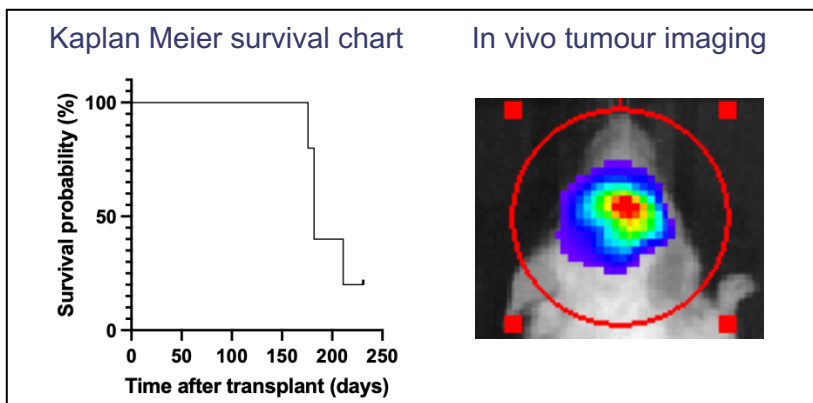 Kaplan Meier survival chart
In vivo tumour imaging
Survival probability (%)
100
50
0
0 50 100 150 200 250
Time after transplant (days)